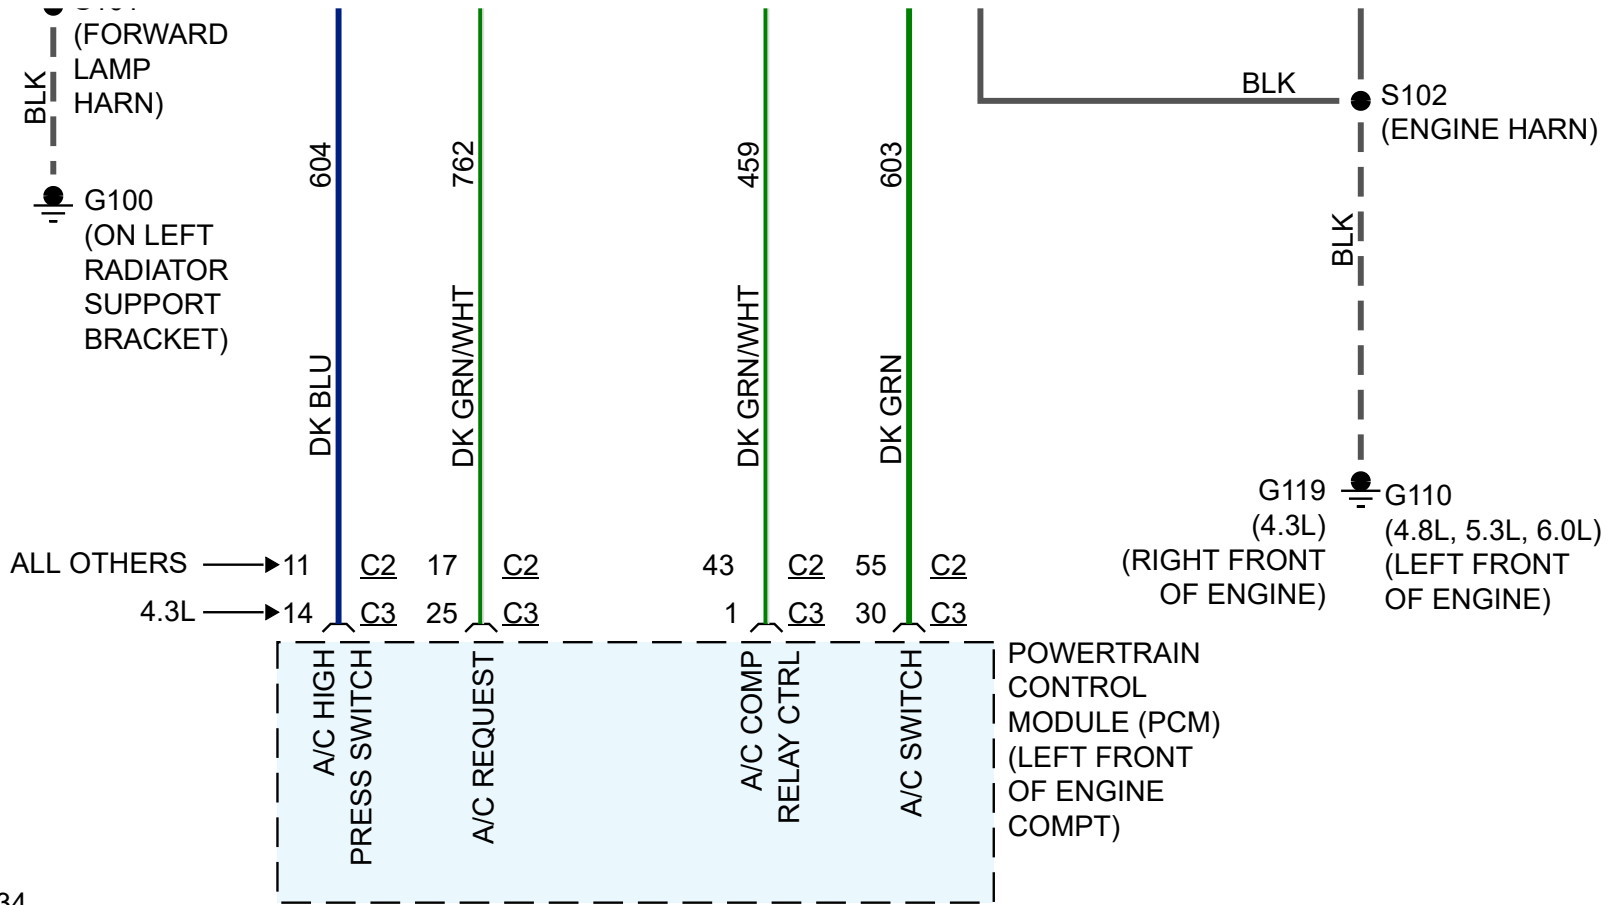 (FORWARD
LAMP
HARN)
BLK
G100
(ON LEFT
RADIATOR
SUPPORT
BRACKET)
604
762
459
603
DK BLU
DK GRN/WHT
DK GRN/WHT
DK GRN
BLK
S102
(ENGINE HARN)
BLK
G119
(4.3L)
(RIGHT FRONT
OF ENGINE)
G110
(4.8L, 5.3L, 6.0L)
(LEFT FRONT
OF ENGINE)
ALL OTHERS 11 C2 17 C2 43 C2 55 C2
4.3L 14 C3 25 C3 1 C3 30 C3
A/C HIGH
PRESS SWITCH
A/C REQUEST
A/C COMP
RELAY CTRL
A/C SWITCH
POWERTRAIN
CONTROL
MODULE (PCM)
(LEFT FRONT
OF ENGINE
COMPT)